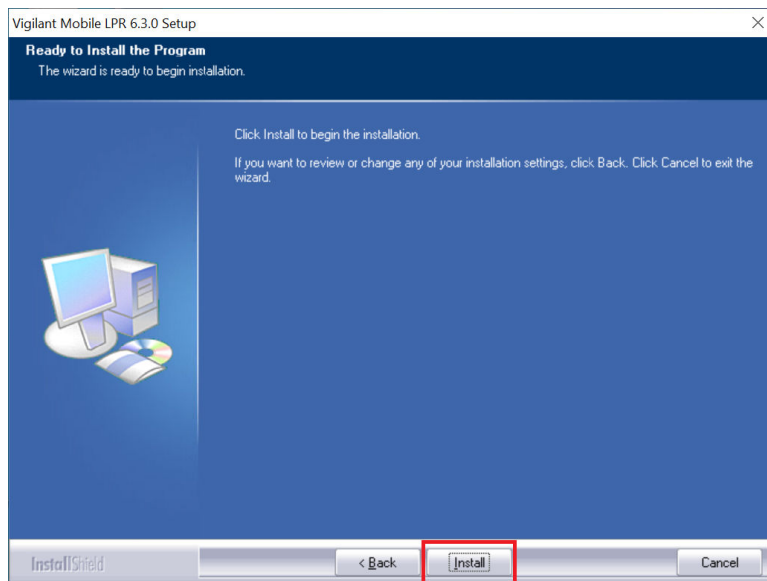 Vigilant Mobile LPR 6.3.0 Setup
Ready to Install the Program
The wizard is ready to begin installation.
Click Install to begin the installation.
If you want to review or change any of your installation settings, click Back. Click Cancel to exit the
wizard.
InstallShield
< Back
Install
Cancel